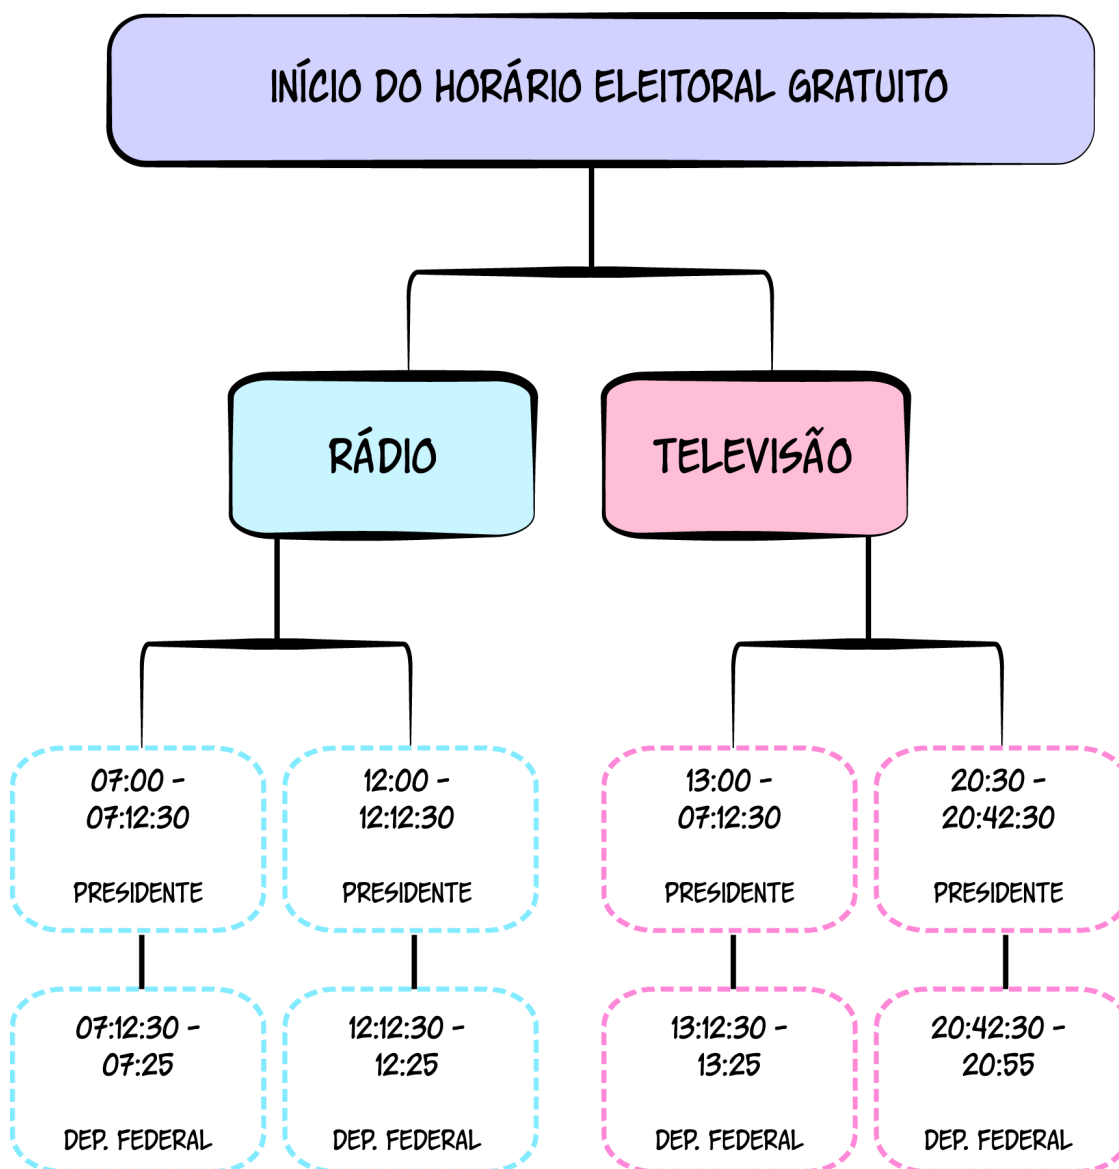 INÍCIO DO HORÁRIO ELEITORAL GRATUITO
RÁDIO
TELEVISÃO
07:00 -
07:12:30
PRESIDENTE
12:00 -
12:12:30
PRESIDENTE
13:00 -
07:12:30
PRESIDENTE
20:30 -
20:42:30
PRESIDENTE
07:12:30 -
07:25
DEP. FEDERAL
12:12:30 -
12:25
DEP. FEDERAL
13:12:30 -
13:25
DEP. FEDERAL
20:42:30 -
20:55
DEP. FEDERAL